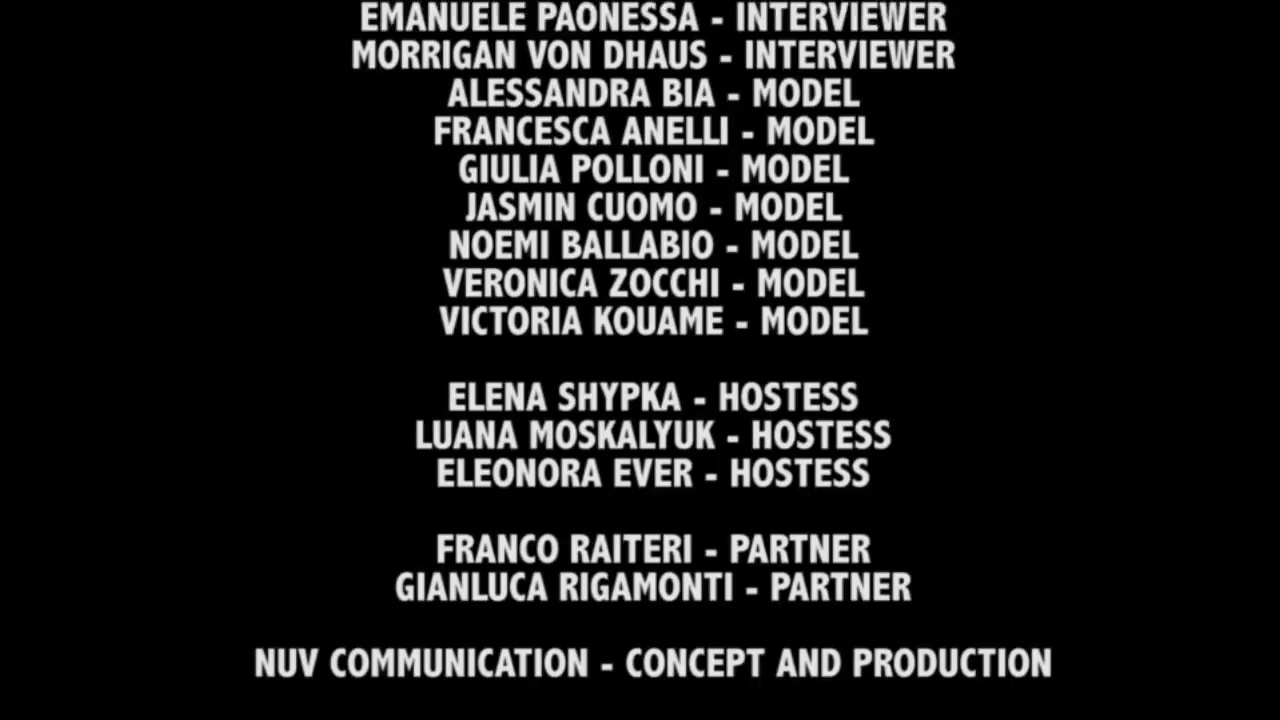 EMANUELE PAONESSA - INTERVIEWER
MORRIGAN VON DHAUS - INTERVIEWER
ALESSANDRA BIA - MODEL
FRANCESCA ANELLI - MODEL
GIULIA POLLONI - MODEL
JASMIN CUOMO - MODEL
NOEMI BALLABIO - MODEL
VERONICA ZOCCHI - MODEL
VICTORIA KOUAME - MODEL
ELENA SHYPKA - HOSTESS
LUANA MOSKALYUK - HOSTESS
ELEONORA EVER - HOSTESS
FRANCO RAITERI - PARTNER
GIANLUCA RIGAMONTI - PARTNER
NUV COMMUNICATION - CONCEPT AND PRODUCTION